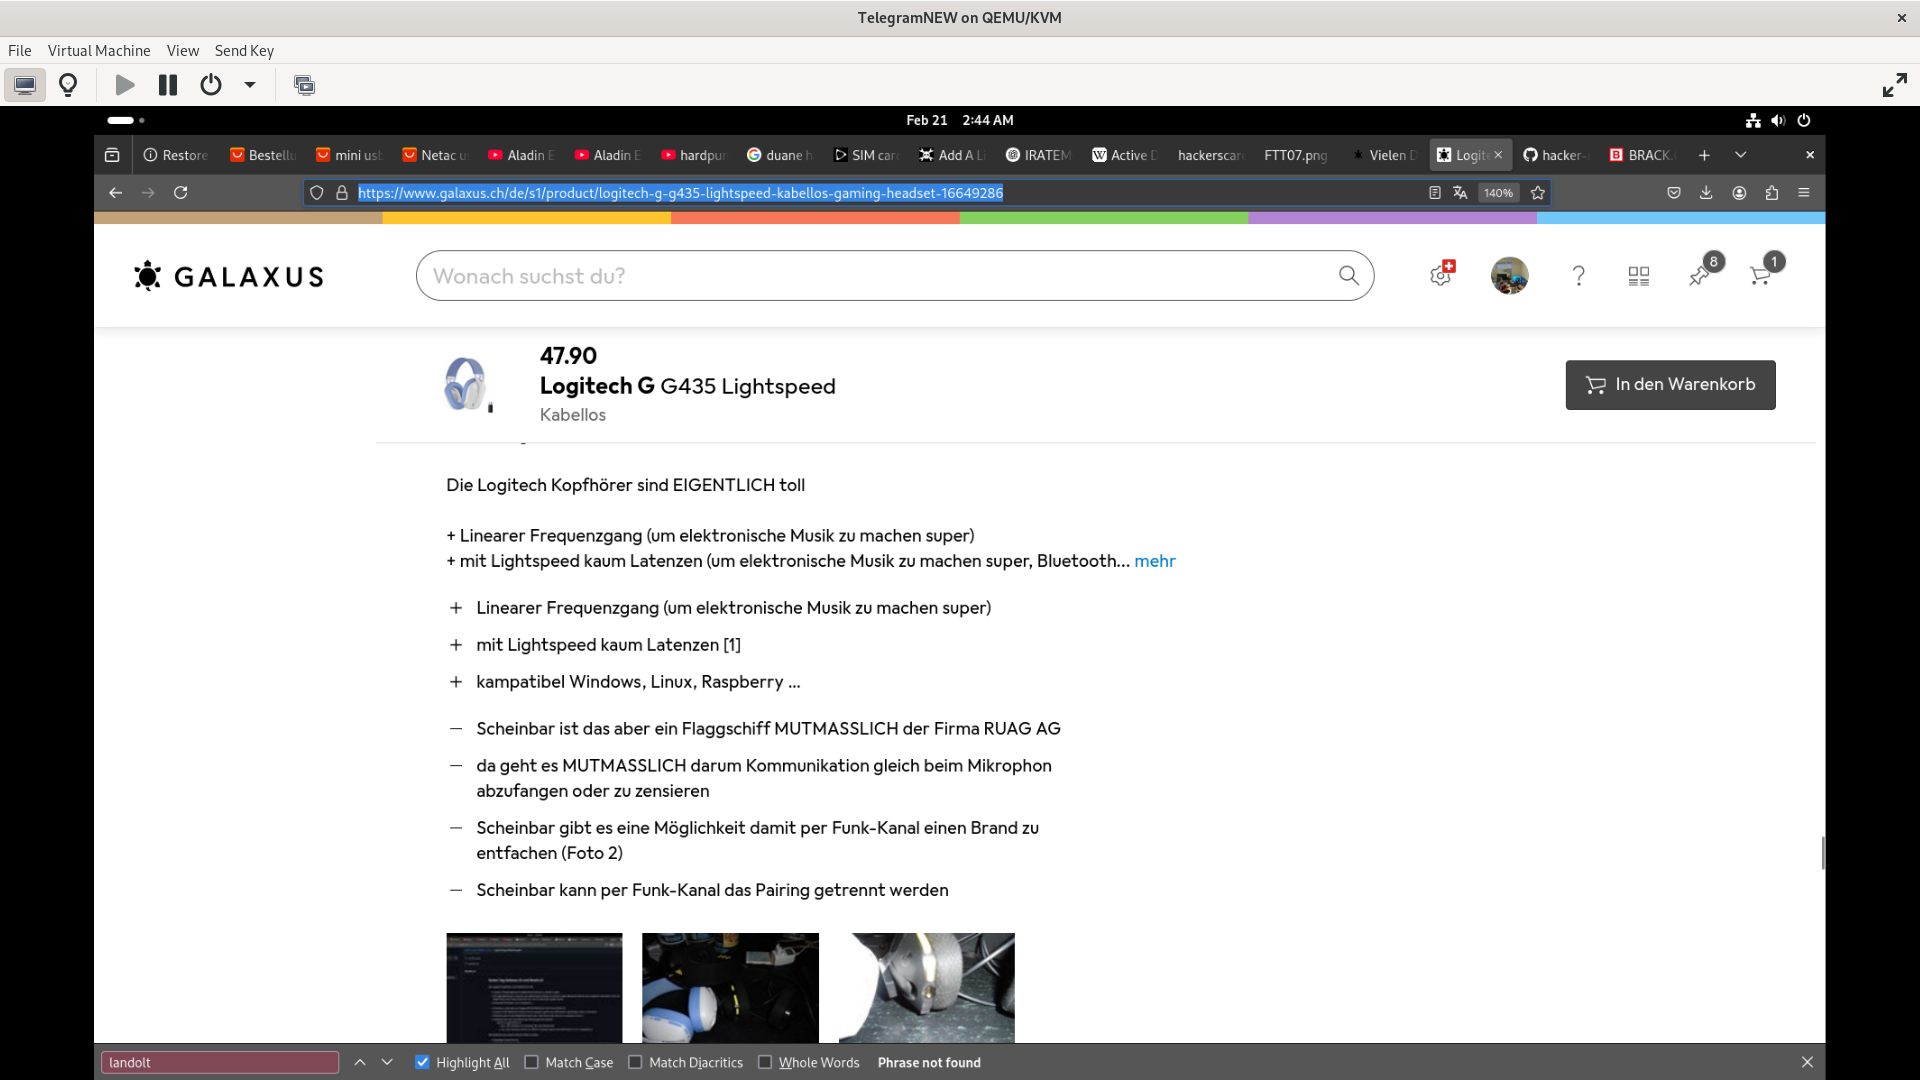 TelegramNEW on QEMU/KVM
File Virtual Machine View Send Key
Feb 21 2:44 AM
Restore Bestellu mini ust Netac u Aladin E Aladin E hardpur duane h SIM card Add A Li IRATEM Active D hackerscar FTT07.png Vielen D Logite hacker- BRACK.
https://www.galaxus.ch/de/s1/product/logitech-g-g435-lightspeed-kabellos-gaming-headset-16649286 140%
GALAXUS Wonach suchst du? 8 1
47.90
Logitech G G435 Lightspeed
Kabellos
In den Warenkorb
Die Logitech Kopfhörer sind EIGENTLICH toll
+ Linearer Frequenzgang (um elektronische Musik zu machen super)
+ mit Lightspeed kaum Latenzen (um elektronische Musik zu machen super, Bluetooth... mehr
+ Linearer Frequenzgang (um elektronische Musik zu machen super)
+ mit Lightspeed kaum Latenzen [1]
+ kampatibel Windows, Linux, Raspberry ...
— Scheinbar ist das aber ein Flaggschiff MUTMASSLICH der Firma RUAG AG
— da geht es MUTMASSLICH darum Kommunikation gleich beim Mikrophon
abzufangen oder zu zensieren
— Scheinbar gibt es eine Möglichkeit damit per Funk-Kanal einen Brand zu
entfachen (Foto 2)
— Scheinbar kann per Funk-Kanal das Pairing getrennt werden
landolt Highlight All Match Case Match Diacritics Whole Words Phrase not found